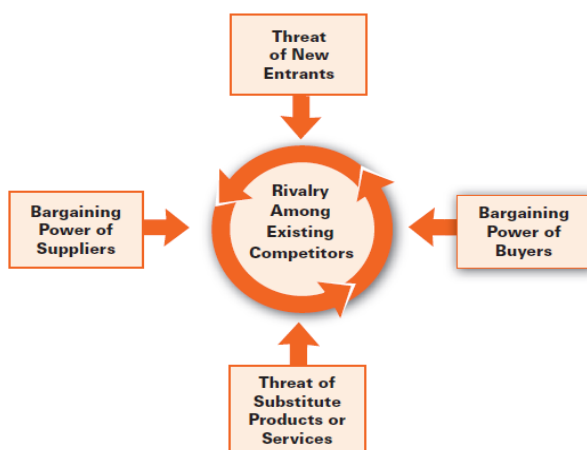 Threat
of New
Entrants
Bargaining
Power of
Suppliers
Rivalry
Among
Existing
Competitors
Bargaining
Power of
Buyers
Threat of
Substitute
Products or
Services